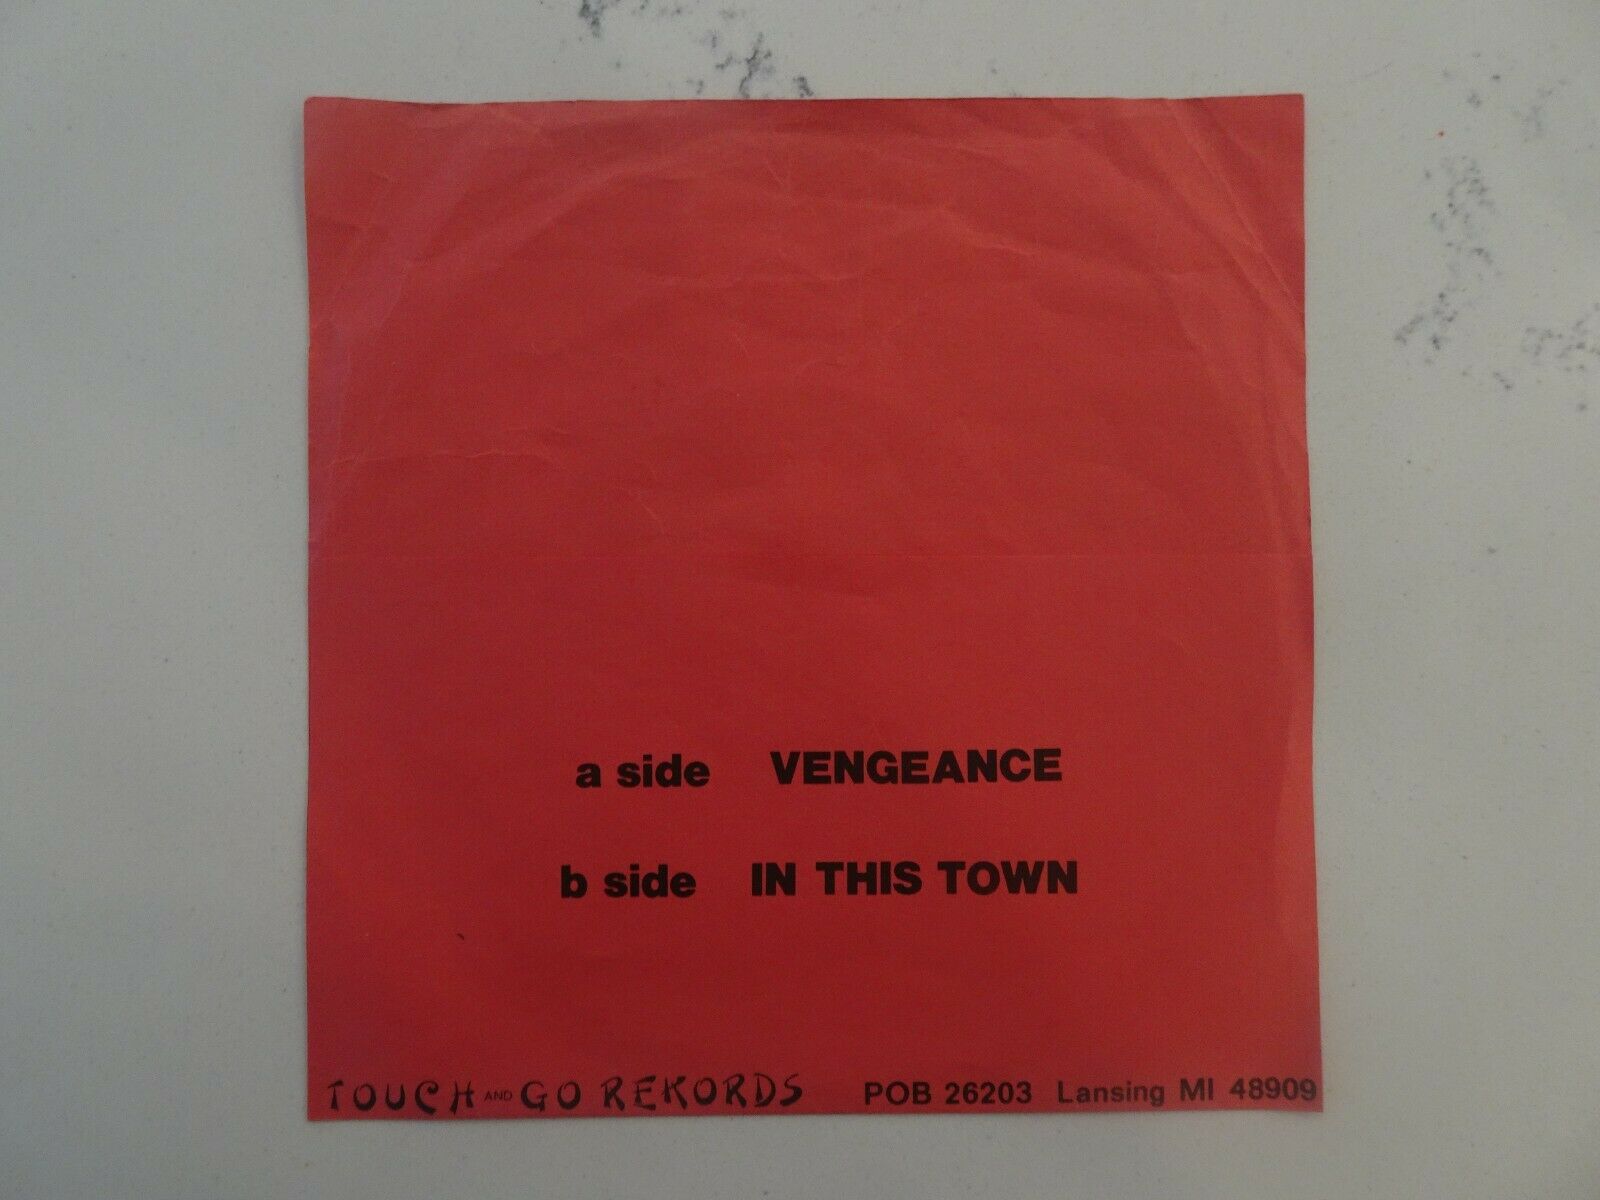 a side VENGEANCE
b side IN THIS TOWN
TOUCH AND GO REKORDS POB 26203 Lansing MI 48909